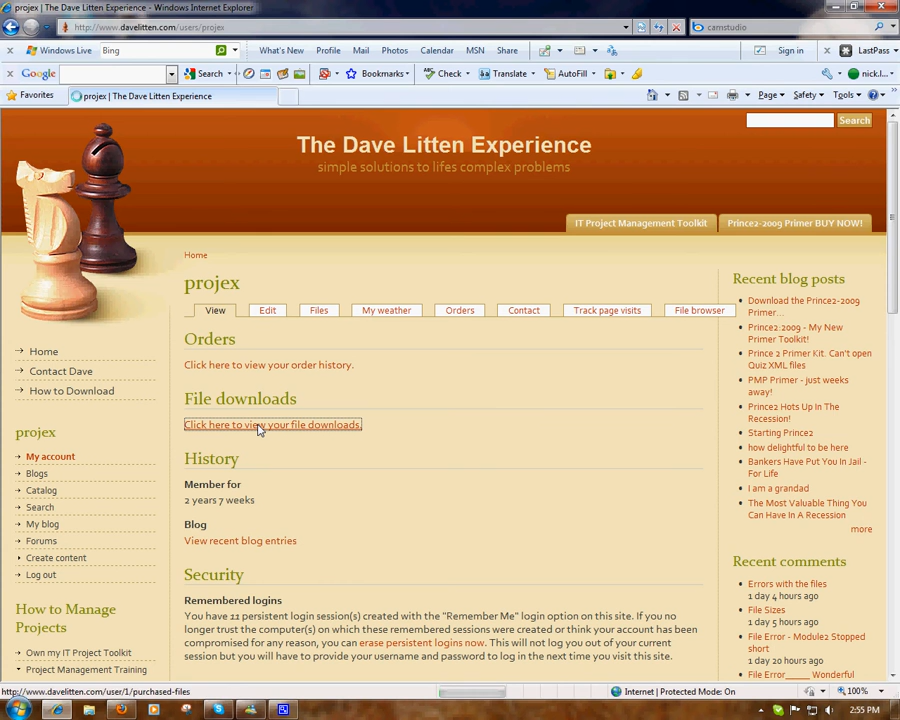 projex | The Dave Litten Experience - Windows Internet Explorer
http://www.davelitten.com/users/projex
camstudio
Windows Live
Bing
What's New
Profile
Mail
Photos
Calendar
MSN
Share
Sign in
LastPass
Google
Search
Bookmarks
Check
Translate
AutoFill
nick.l...
Favorites
projex | The Dave Litten Experience
Page
Safety
Tools
Search
The Dave Litten Experience
simple solutions to lifes complex problems
IT Project Management Toolkit
Prince2-2009 Primer BUY NOW!
Home
Contact Dave
How to Download
projex
My account
Blogs
Catalog
Search
My blog
Forums
Create content
Log out
How to Manage
Projects
Own my IT Project Toolkit
Project Management Training
Home
projex
View
Edit
Files
My weather
Orders
Contact
Track page visits
File browser
Orders
Click here to view your order history.
File downloads
Click here to view your file downloads.
History
Member for
2 years 7 weeks
Blog
View recent blog entries
Security
Remembered logins
You have 11 persistent login session(s) created with the "Remember Me" login option on this site. If you no
longer trust the computer(s) on which these remembered sessions were created or think your account has been
compromised for any reason, you can erase persistent logins now. This will not log you out of your current
session but you will have to provide your username and password to log in the next time you visit this site.
Recent blog posts
Download the Prince2-2009
Primer...
Prince2:2009 - My New
Primer Toolkit!
Prince 2 Primer Kit. Can't open
Quiz XML files
PMP Primer - just weeks
away!
Prince2 Hots Up In The
Recession!
Starting Prince2
how delightful to be here
Bankers Have Put You In Jail -
For Life
I am a grandad
The Most Valuable Thing You
Can Have In A Recession
more
Recent comments
Errors with the files
1 day 4 hours ago
File Sizes
1 day 5 hours ago
File Error - Module2 Stopped
short
1 day 20 hours ago
File Error____ Wonderful
http://www.davelitten.com/user/1/purchased-files
Internet | Protected Mode: On
100%
2:55 PM